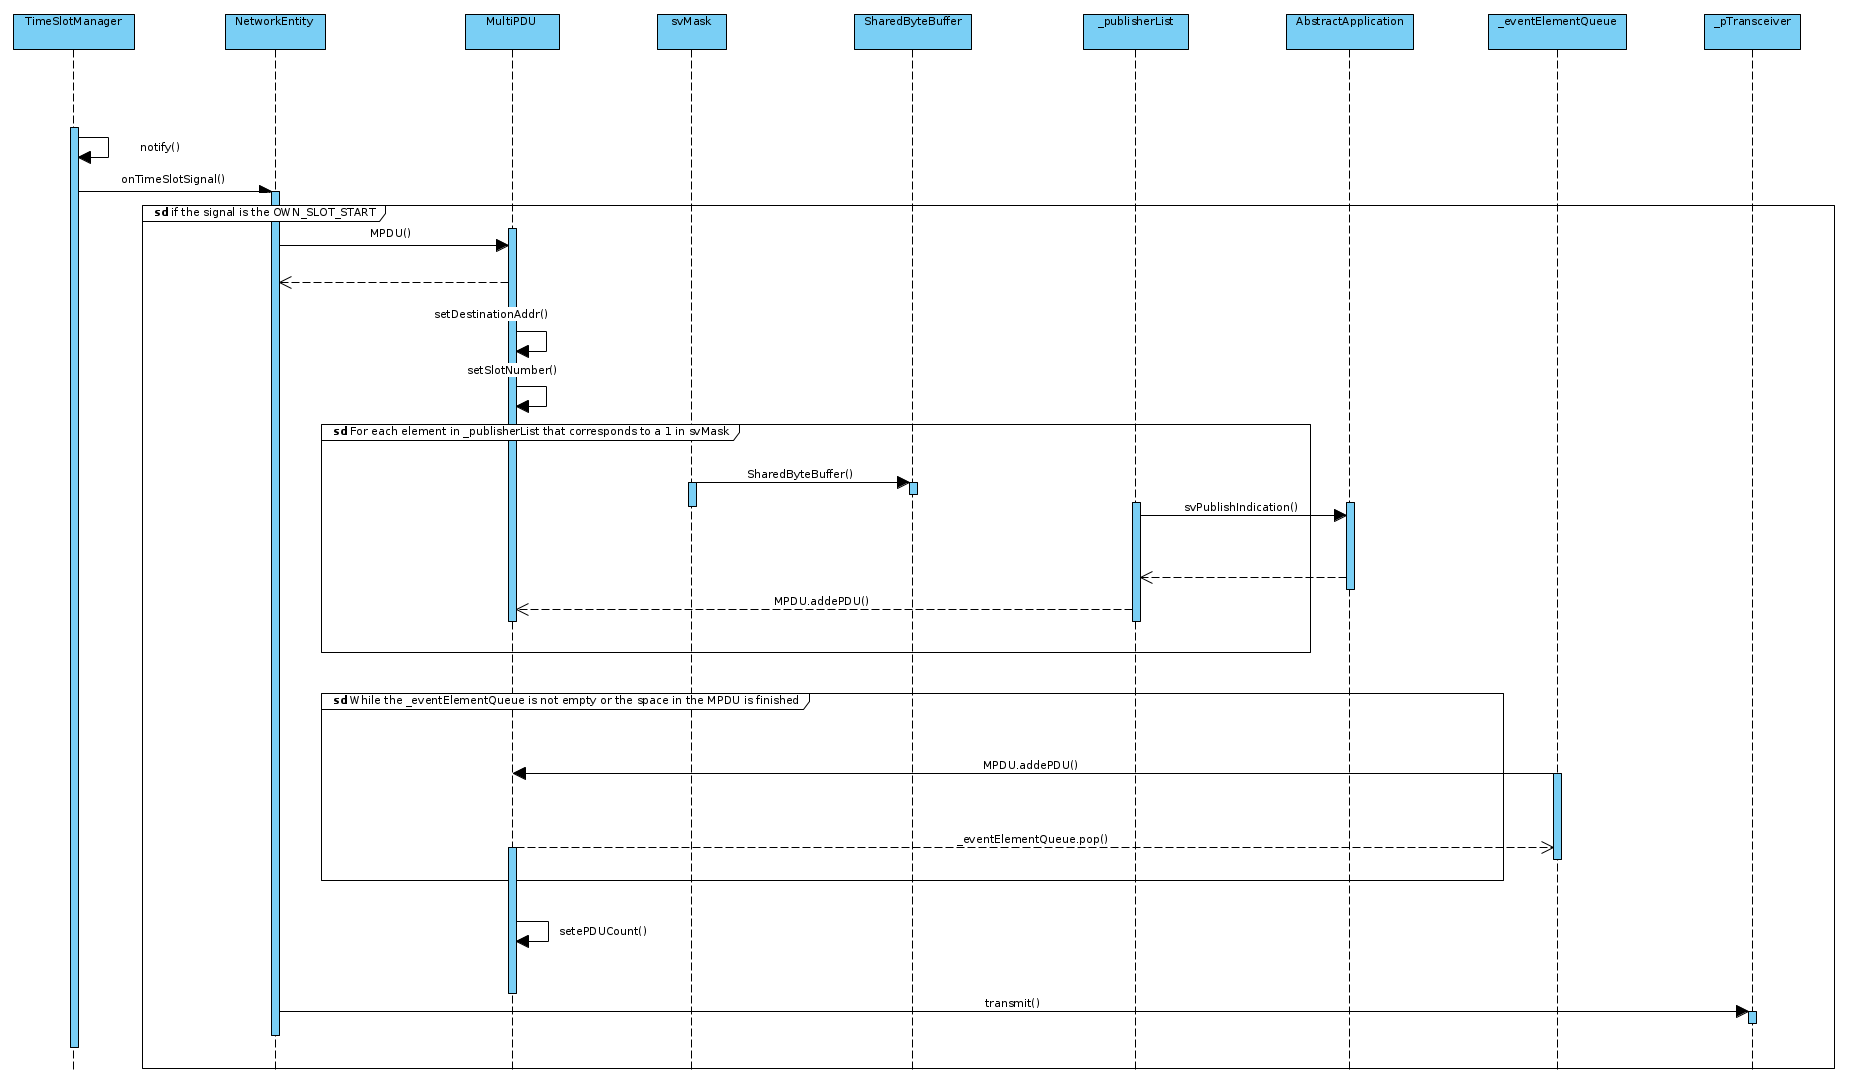 TimeSlotManager
NetworkEntity
MultiPDU
svMask
SharedByteBuffer
_publisherList
AbstractApplication
_eventElementQueue
_pTransceiver
notify()
onTimeSlotSignal()
sd if the signal is the OWN_SLOT_START
MPDU()
setDestinationAddr()
setSlotNumber()
sd For each element in _publisherList that corresponds to a 1 in svMask
SharedByteBuffer()
svPublishIndication()
MPDU.addePDU()
sd While the _eventElementQueue is not empty or the space in the MPDU is finished
MPDU.addePDU()
_eventElementQueue.pop()
setePDUCount()
transmit()